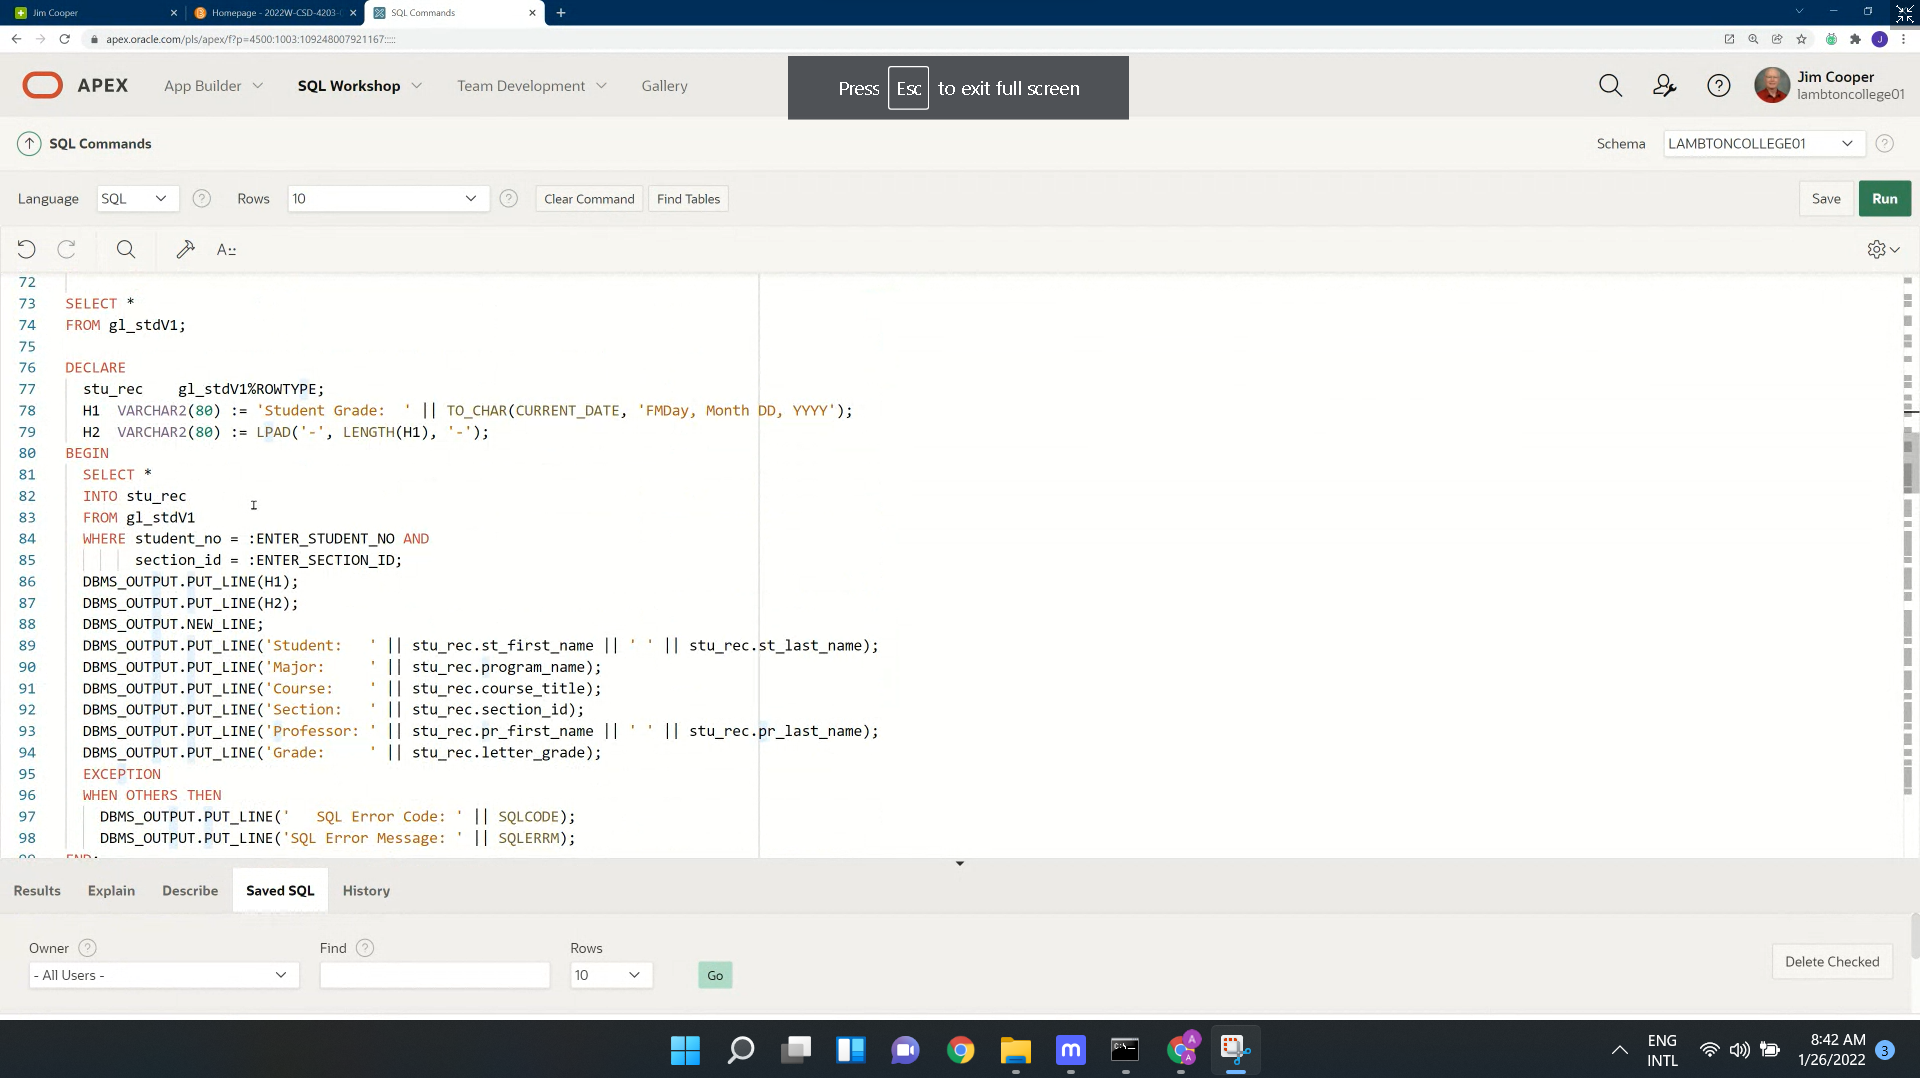 Jim Cooper
Homepage - 2022W-CSD-4203-
SQL Commands
apex.oracle.com/pls/apex/f?p=4500:1003:109248007921167:::::
J
APEX
App Builder
SQL Workshop
Team Development
Gallery
Press Esc to exit full screen
Jim Cooper
lambtoncollege01
SQL Commands
Schema
LAMBTONCOLLEGE01
Language
SQL
Rows
10
Clear Command
Find Tables
Save
Run
72
73 SELECT *
74 FROM gl_stdV1;
75
76 DECLARE
77 stu_rec    gl_stdV1%ROWTYPE;
78 H1  VARCHAR2(80) := 'Student Grade:  ' || TO_CHAR(CURRENT_DATE, 'FMDay, Month DD, YYYY');
79 H2  VARCHAR2(80) := LPAD('-', LENGTH(H1), '-');
80 BEGIN
81 SELECT *
82 INTO stu_rec
83 FROM gl_stdV1
84 WHERE student_no = :ENTER_STUDENT_NO AND
85 section_id = :ENTER_SECTION_ID;
86 DBMS_OUTPUT.PUT_LINE(H1);
87 DBMS_OUTPUT.PUT_LINE(H2);
88 DBMS_OUTPUT.NEW_LINE;
89 DBMS_OUTPUT.PUT_LINE('Student:   ' || stu_rec.st_first_name || ' ' || stu_rec.st_last_name);
90 DBMS_OUTPUT.PUT_LINE('Major:     ' || stu_rec.program_name);
91 DBMS_OUTPUT.PUT_LINE('Course:    ' || stu_rec.course_title);
92 DBMS_OUTPUT.PUT_LINE('Section:   ' || stu_rec.section_id);
93 DBMS_OUTPUT.PUT_LINE('Professor: ' || stu_rec.pr_first_name || ' ' || stu_rec.pr_last_name);
94 DBMS_OUTPUT.PUT_LINE('Grade:     ' || stu_rec.letter_grade);
95 EXCEPTION
96 WHEN OTHERS THEN
97 DBMS_OUTPUT.PUT_LINE('   SQL Error Code: ' || SQLCODE);
98 DBMS_OUTPUT.PUT_LINE('SQL Error Message: ' || SQLERRM);
99 END;
Results
Explain
Describe
Saved SQL
History
Owner
Find
Rows
- All Users -
10
Go
Delete Checked
ENG
INTL
8:42 AM
1/26/2022
3